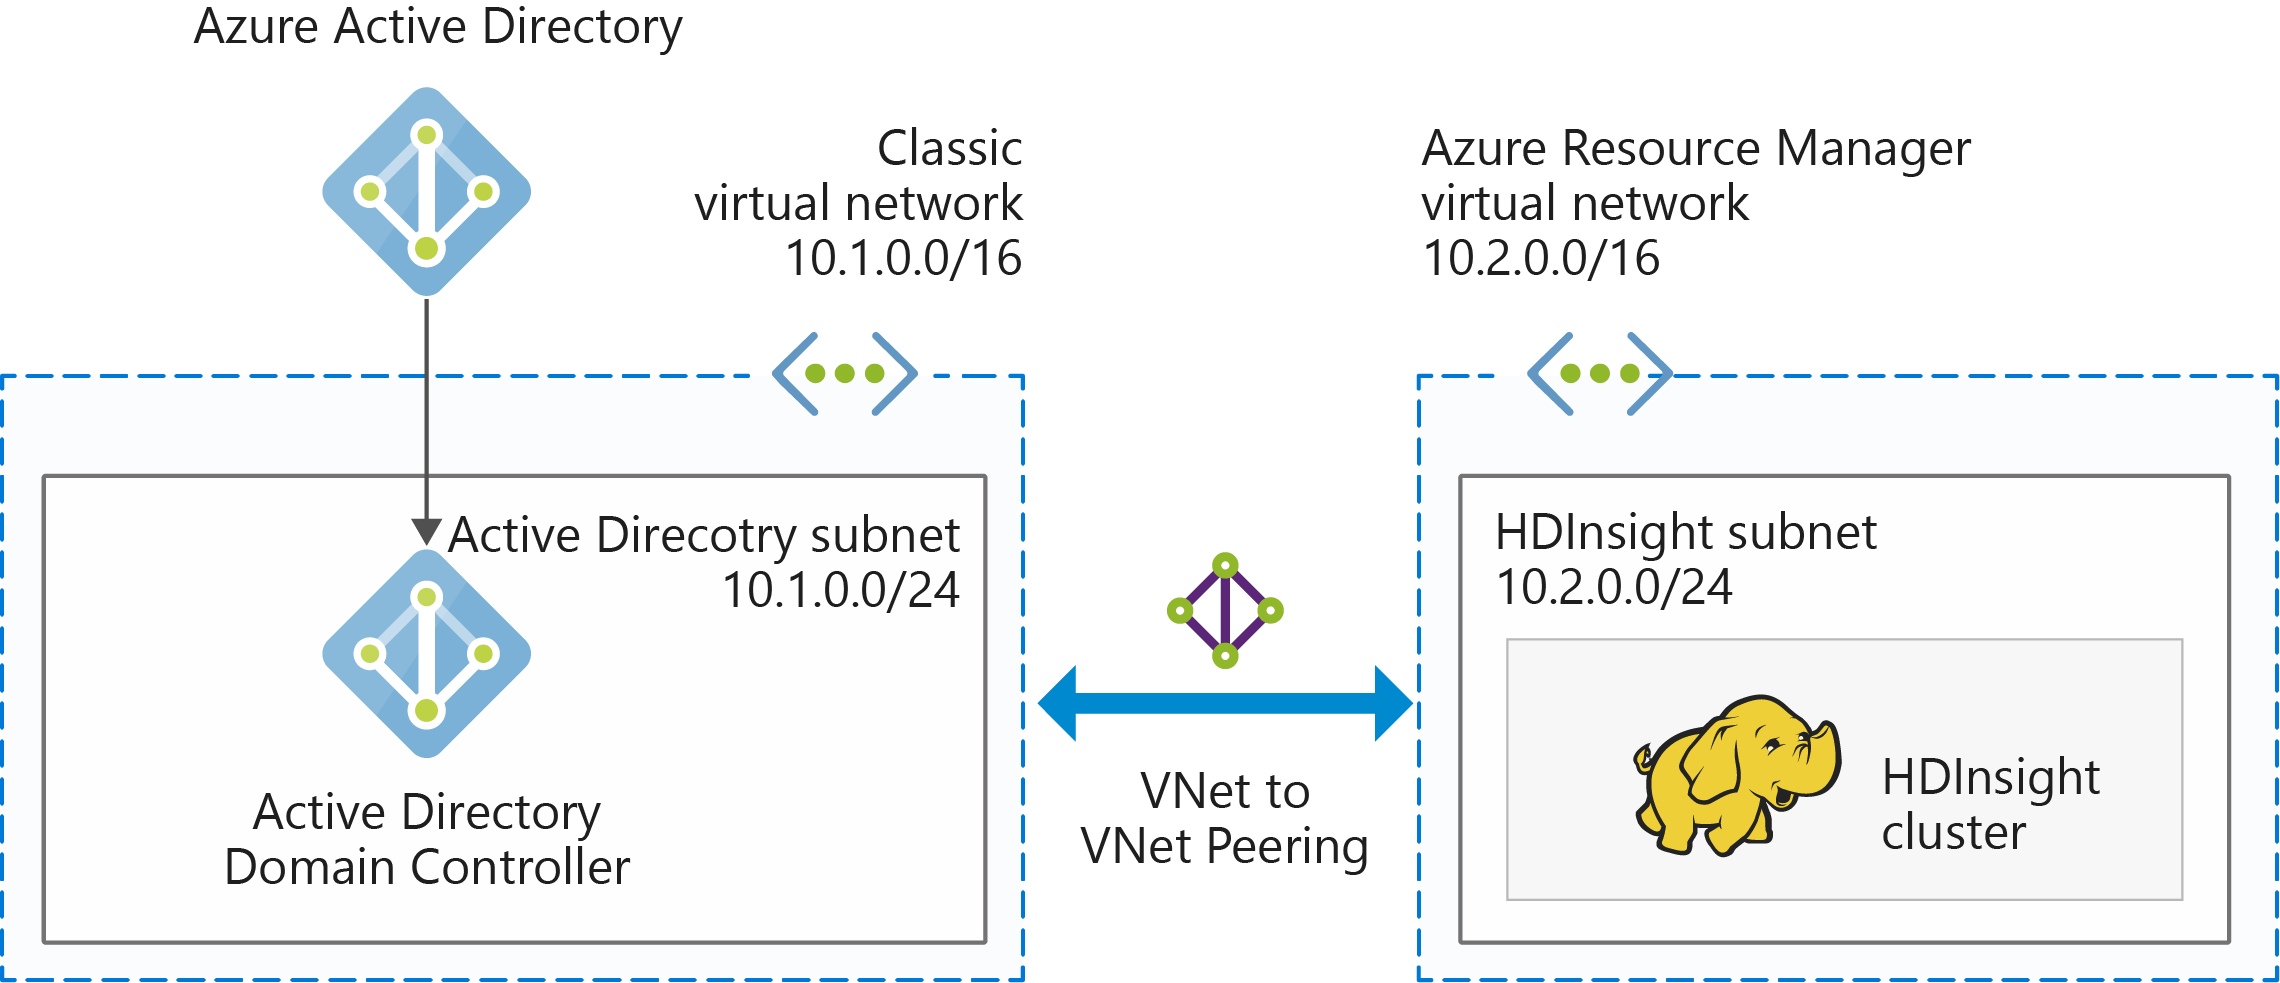 Azure Active Directory
Classic
virtual network
10.1.0.0/16
Azure Resource Manager
virtual network
10.2.0.0/16
Active Direcotry subnet
10.1.0.0/24
Active Directory
Domain Controller
VNet to
VNet Peering
HDInsight subnet
10.2.0.0/24
HDInsight
cluster